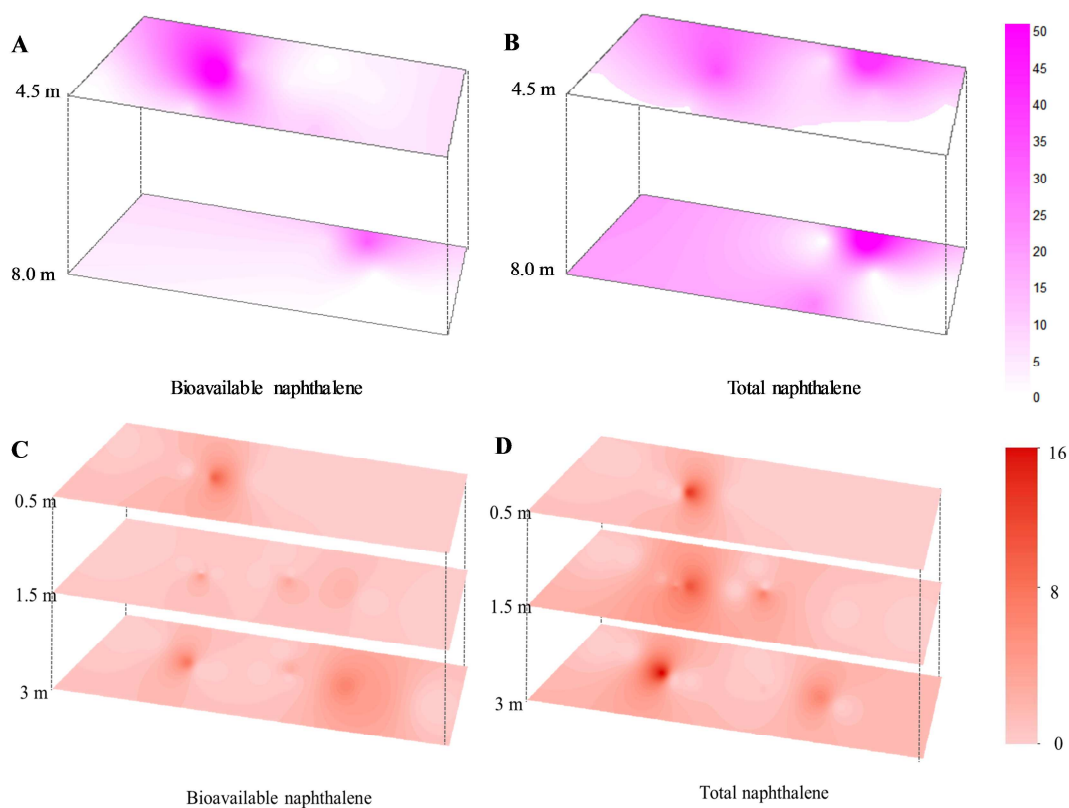 A
4.5 m
8.0 m
Bioavailable naphthalene
B
4.5 m
8.0 m
Total naphthalene
50
45
40
35
30
25
20
15
10
5
0
C
0.5 m
1.5 m
3 m
Bioavailable naphthalene
D
0.5 m
1.5 m
3 m
Total naphthalene
16
8
0